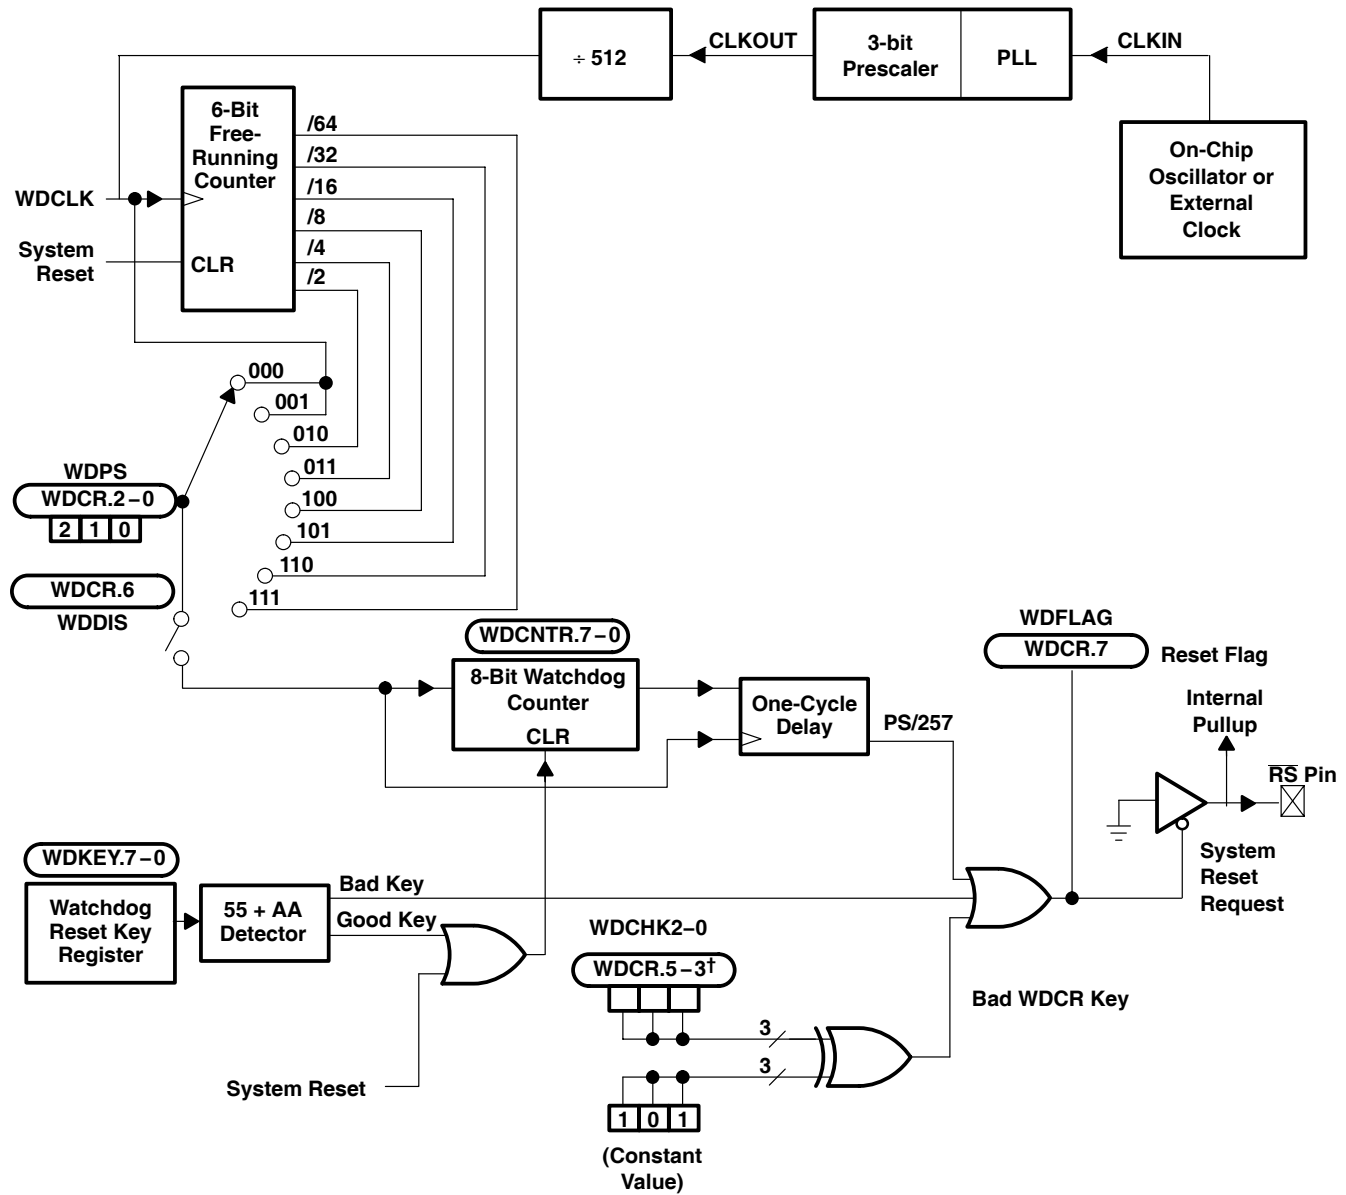 ÷ 512
CLKOUT
3-bit
Prescaler
PLL
CLKIN
On-Chip
Oscillator or
External
Clock
6-Bit
Free-
Running
Counter
CLR
/64
/32
/16
/8
/4
/2
WDCLK
System
Reset
000
001
010
011
100
101
110
111
WDPS
WDCR.2–0
2 1 0
WDCR.6
WDDIS
WDCNTR.7–0
8-Bit Watchdog
Counter
CLR
One-Cycle
Delay
PS/257
WDFLAG
WDCR.7
Reset Flag
Internal
Pullup
RS Pin
System
Reset
Request
WDKEY.7–0
Watchdog
Reset Key
Register
55 + AA
Detector
Bad Key
Good Key
System Reset
WDCHK2–0
WDCR.5–3†
3
3
1 0 1
(Constant
Value)
Bad WDCR Key